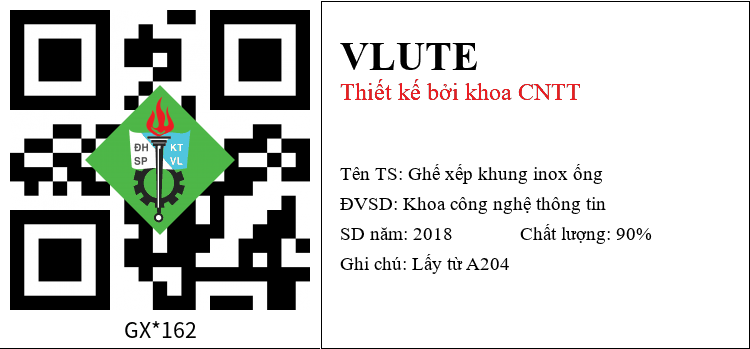 ĐH KT
SP VL
GX*162
VLUTE
Thiết kế bởi khoa CNTT
Tên TS: Ghế xếp khung inox ống
ĐVSD: Khoa công nghệ thông tin
SD năm: 2018 Chất lượng: 90%
Ghi chú: Lấy từ A204